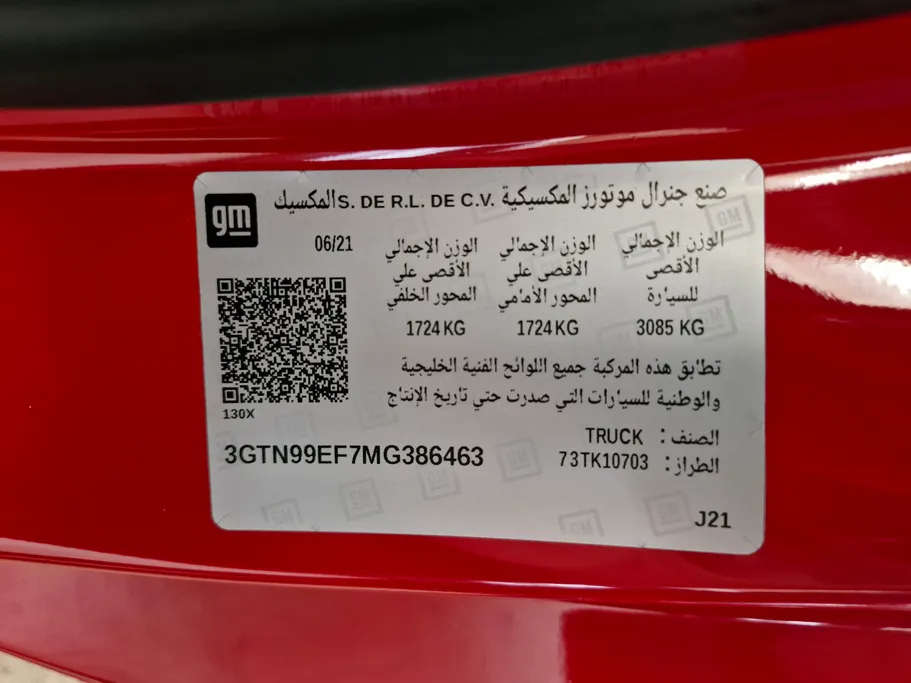 صنع جنرال موتورز المكسيكية S. DE R.L. DE C.V. المكسيك
gm
06/21
الوزن الإجمالي الأقصى للسيارة
3085 KG
الوزن الإجمالي الأقصى علي المحور الأمامي
1724 KG
الوزن الإجمالي الأقصى علي المحور الخلفي
1724 KG
تطابق هذه المركبة جميع اللوائح الفنية الخليجية
والوطنية للسيارات التي صدرت حتي تاريخ الإنتاج
130X
الصنف : TRUCK
3GTN99EF7MG386463
الطراز : 73TK10703
J21